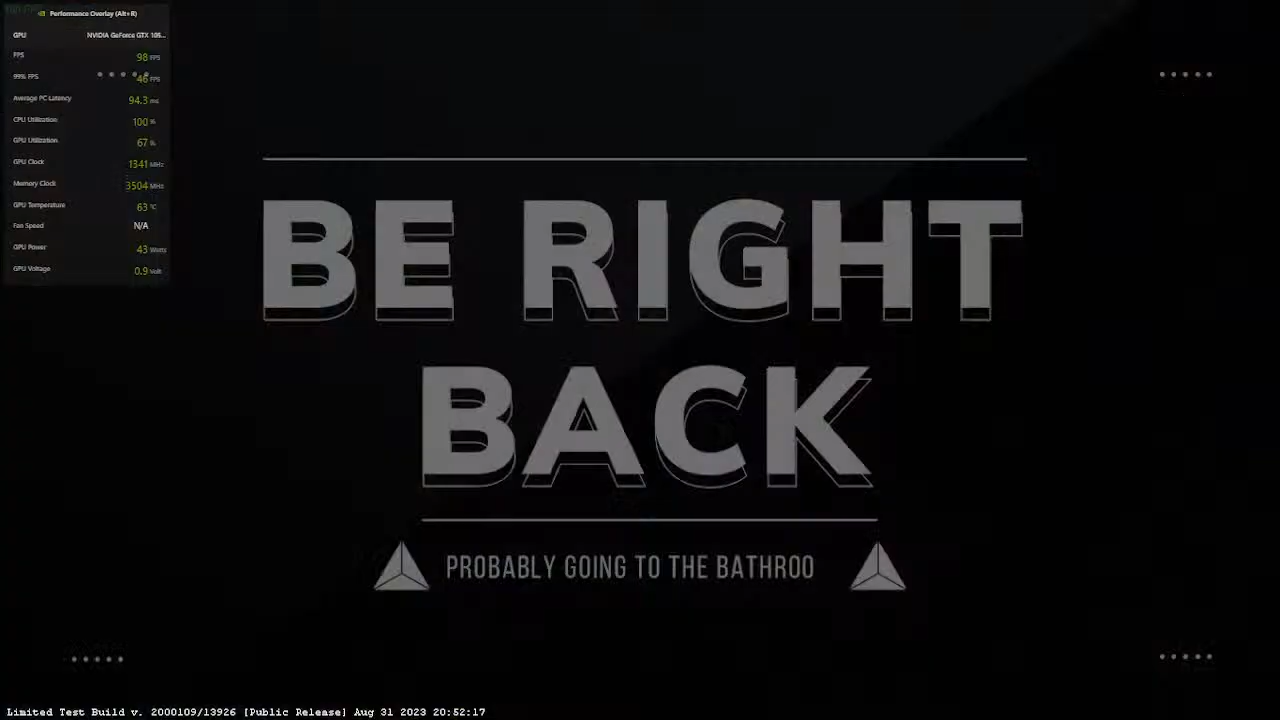 Performance Overlay (Alt+R)
GPU NVIDIA GeForce GTX 105...
FPS 98 FPS
99% FPS 46 FPS
Average PC Latency 94.3 ms
CPU Utilization 100 %
GPU Utilization 67 %
GPU Clock 1341 MHz
Memory Clock 3504 MHz
GPU Temperature 63 °C
Fan Speed N/A
GPU Power 43 Watts
GPU Voltage 0.9 Volt
BE RIGHT
BACK
PROBABLY GOING TO THE BATHROO
Limited Test Build v. 2000109/13926 [Public Release] Aug 31 2023 20:52:17